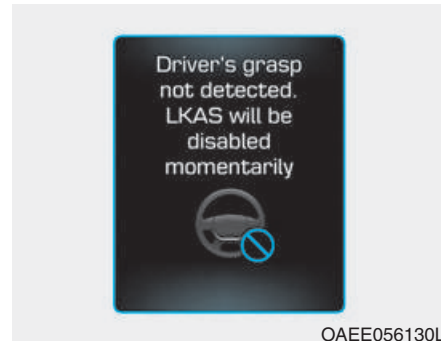 Driver's grasp
not detected.
LKAS will be
disabled
momentarily
OAEE056130L